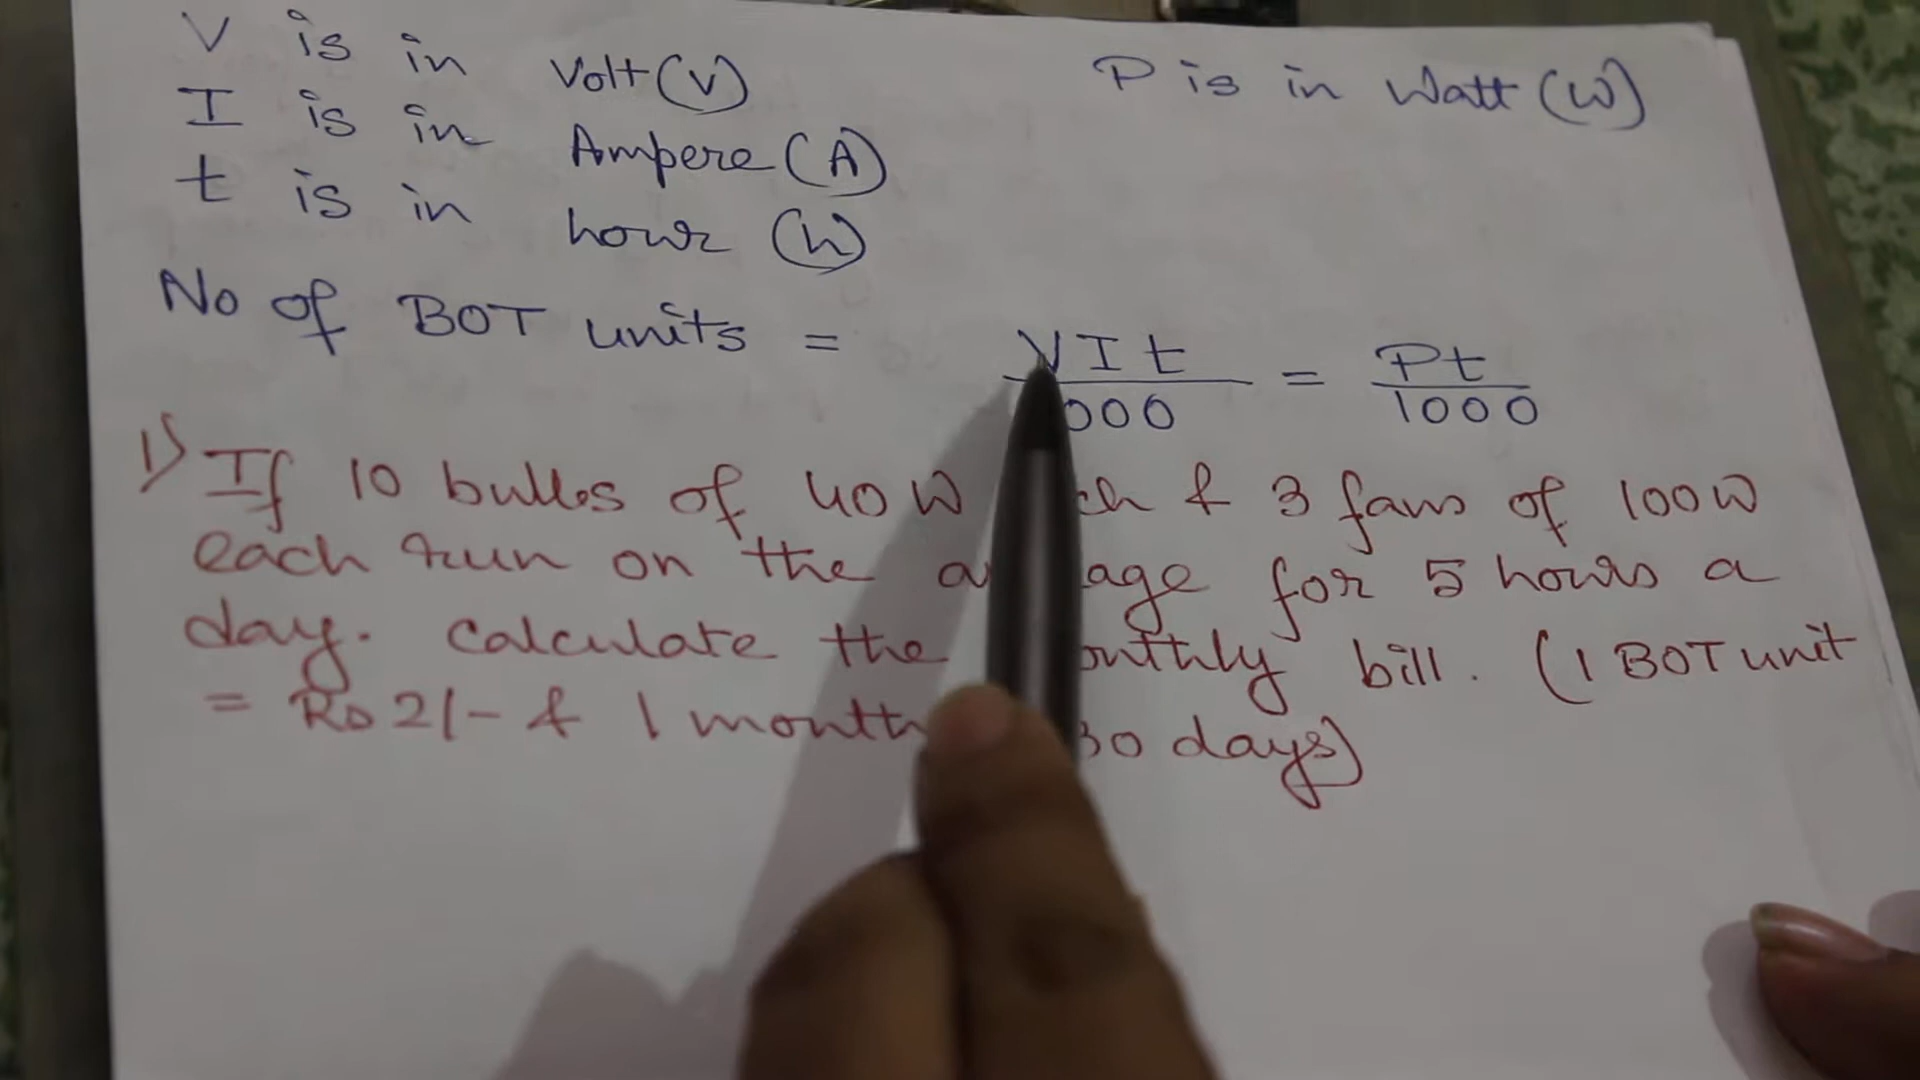 V is in Volt (V)
I is in Ampere (A)
t is in hour (h)
P is in Watt (W)
No of BOT units = VIt / 000 = Pt / 1000
1) If 10 bulbs of 40 W ch & 3 fans of 100 W
each run on the a age for 5 hours a
day. Calculate the onthly bill. (1 BOT unit
= Rs 2/- & 1 month 30 days)